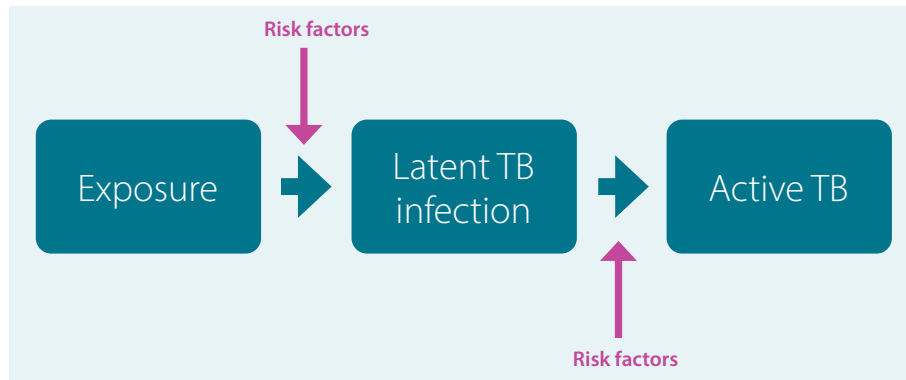 Risk factors
Exposure
Latent TB
infection
Active TB
Risk factors